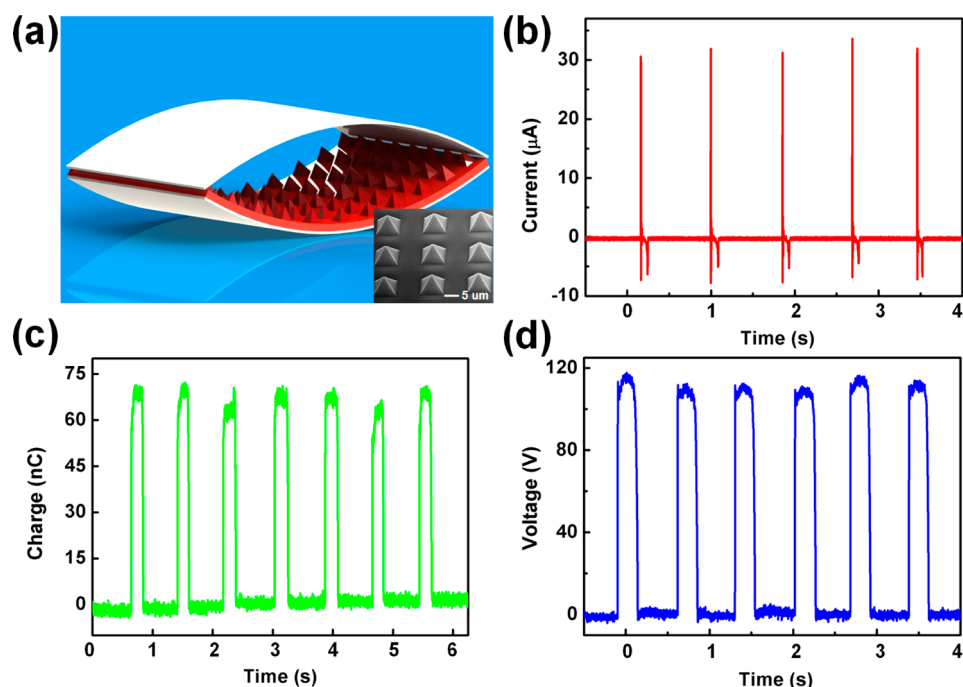 (a)
5 um
(b)
Current (μA)
30
20
10
0
-10
0 1 2 3 4
Time (s)
(c)
Charge (nC)
75
60
45
30
15
0
0 1 2 3 4 5 6
Time (s)
(d)
Voltage (V)
120
80
40
0
0 1 2 3 4
Time (s)